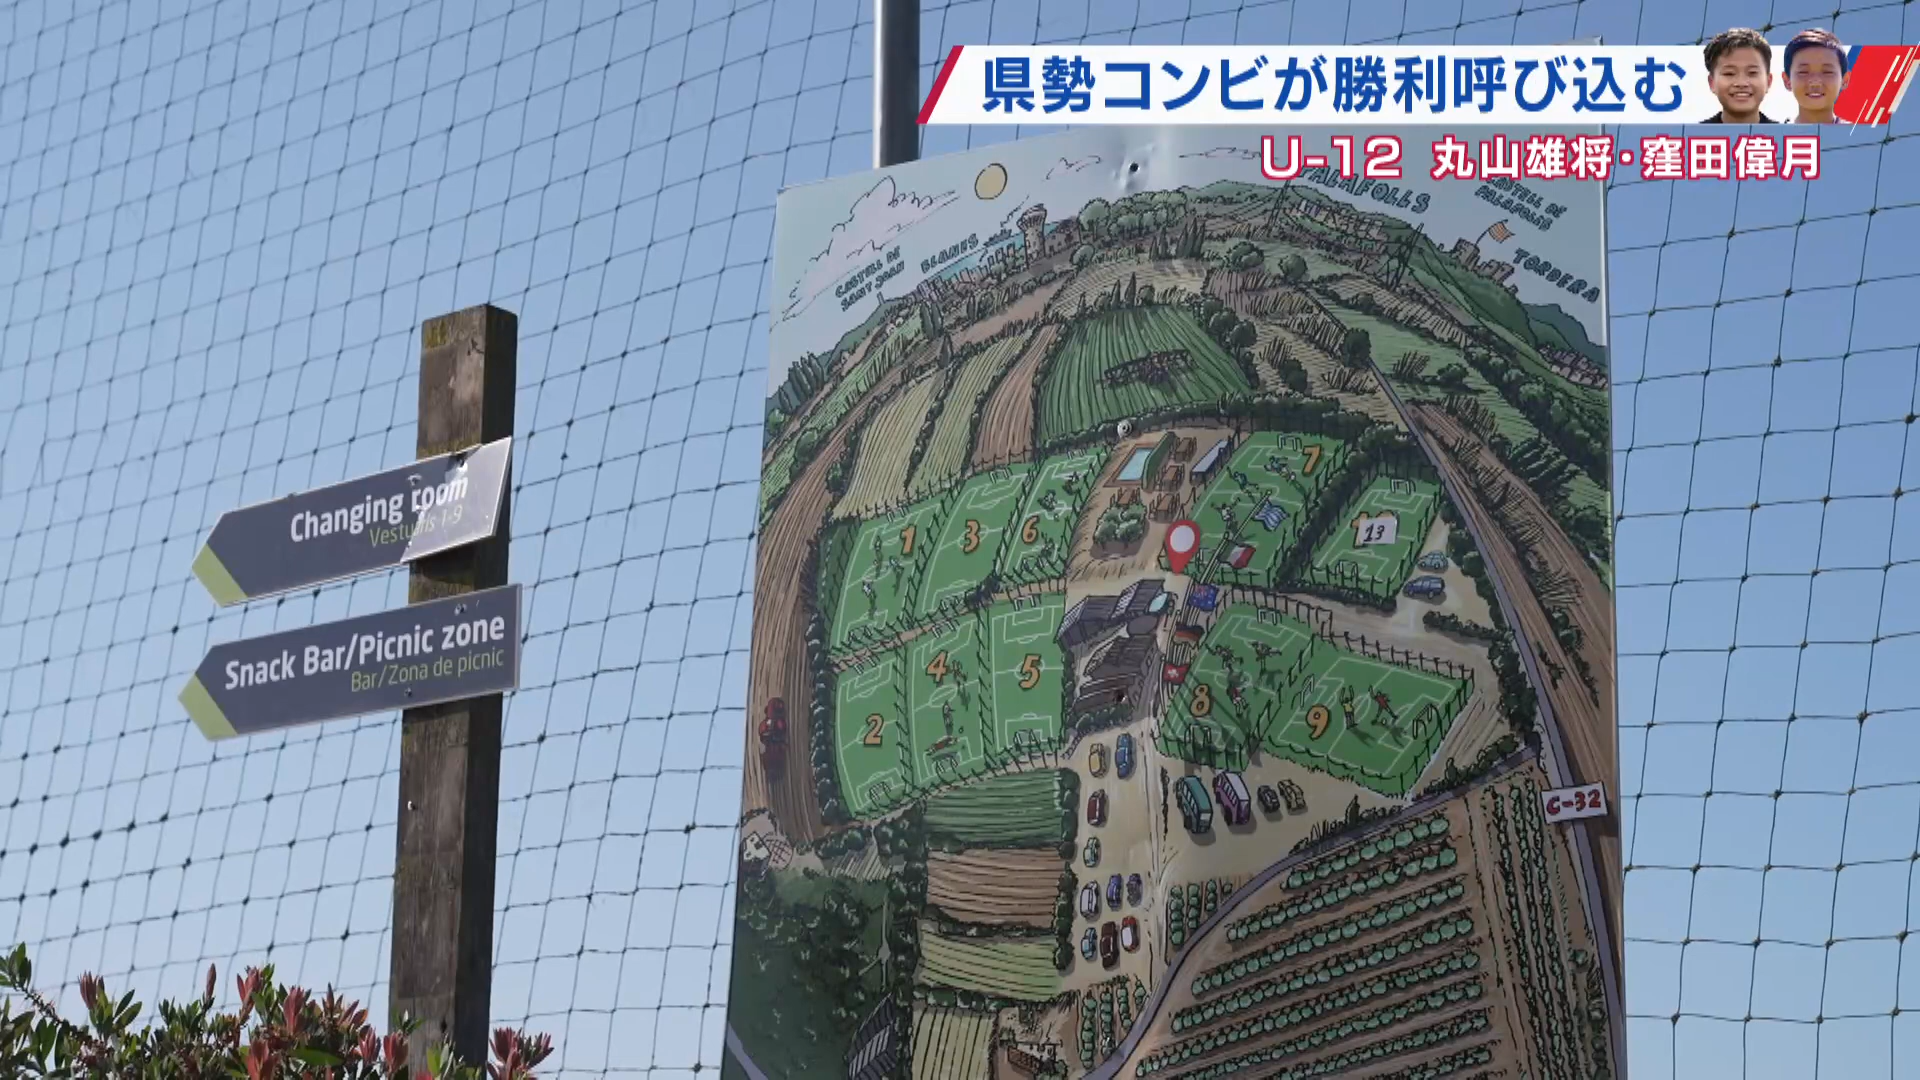 県勢コンビが勝利呼び込む
U-12 丸山雄将・窪田偉月
Changing room
Vestuaris 1-9
Snack Bar/Picnic zone
Bar/Zona de picnic
CASTELL DE
SANT JOAN
BLANES
PALAFOLLS
CASTELL DE
PALAFOLLS
TORDERA
1
3
6
7
13
2
4
5
8
9
C-32